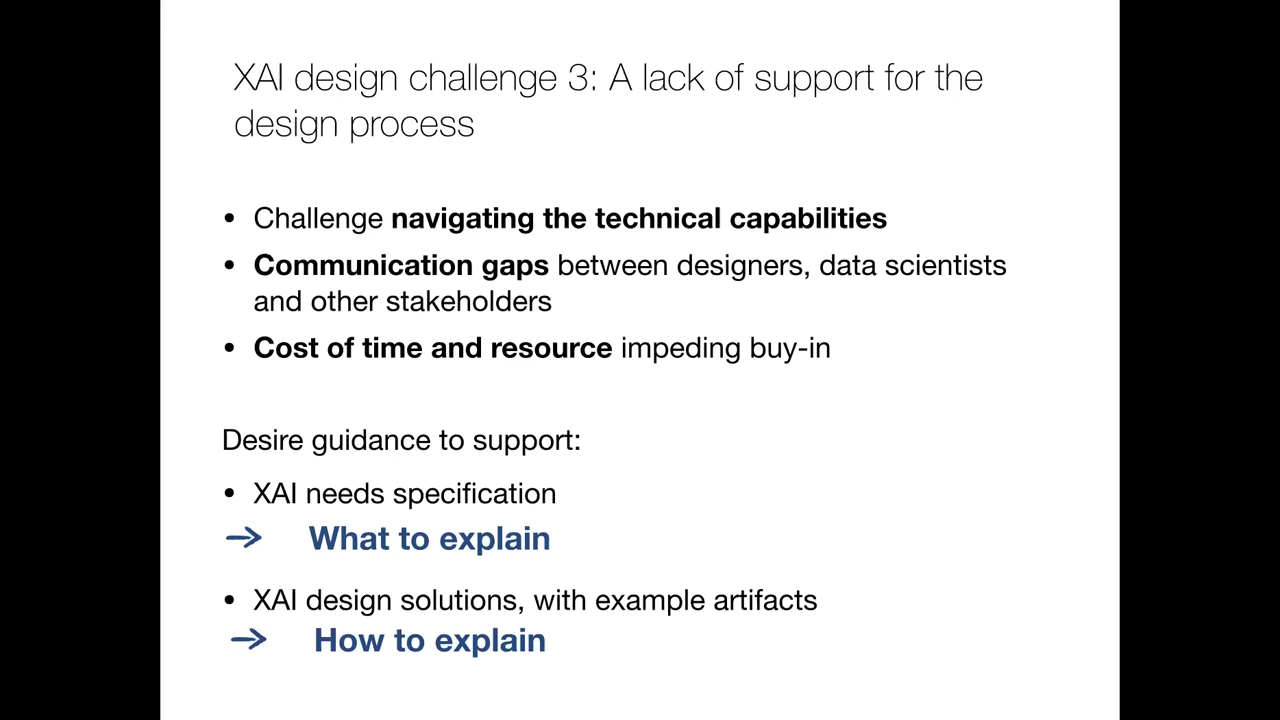 XAI design challenge 3: A lack of support for the
design process
• Challenge navigating the technical capabilities
• Communication gaps between designers, data scientists
and other stakeholders
• Cost of time and resource impeding buy-in
Desire guidance to support:
• XAI needs specification
→ What to explain
• XAI design solutions, with example artifacts
→ How to explain